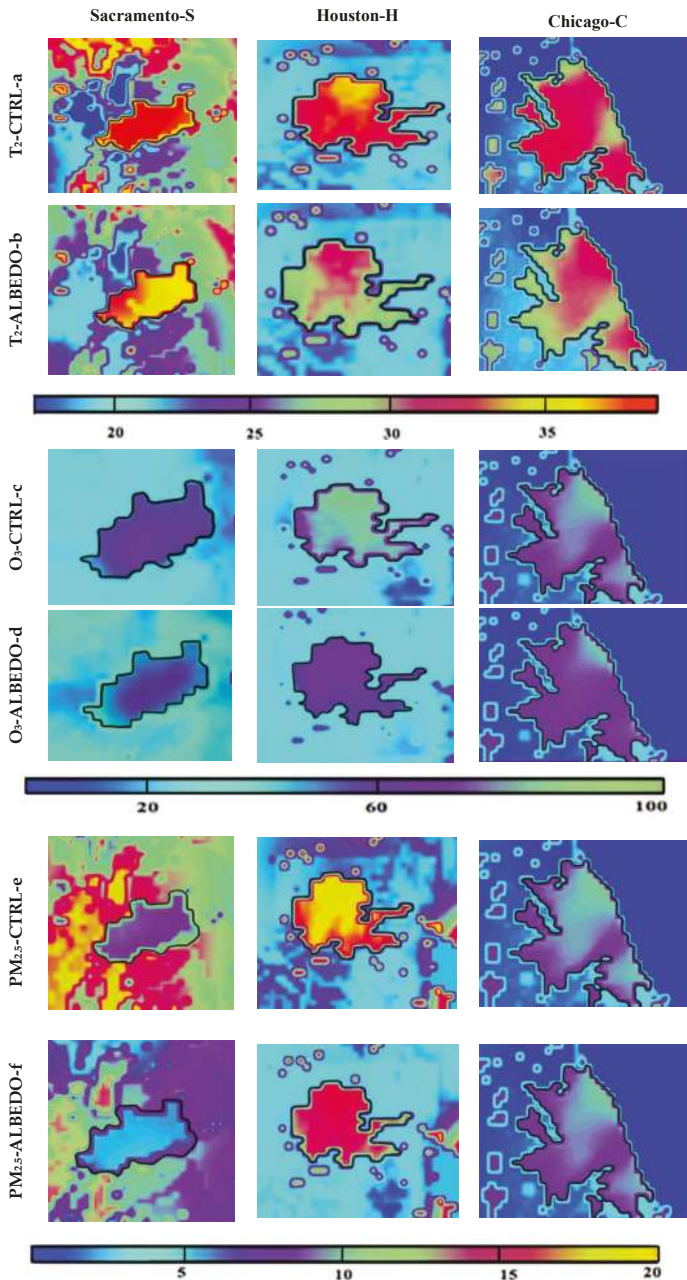 Sacramento-S Houston-H Chicago-C
T₂-CTRL-a
T₂-ALBEDO-b
20 25 30 35
O₃-CTRL-c
O₃-ALBEDO-d
20 60 100
PM₂.₅-CTRL-e
PM₂.₅-ALBEDO-f
5 10 15 20